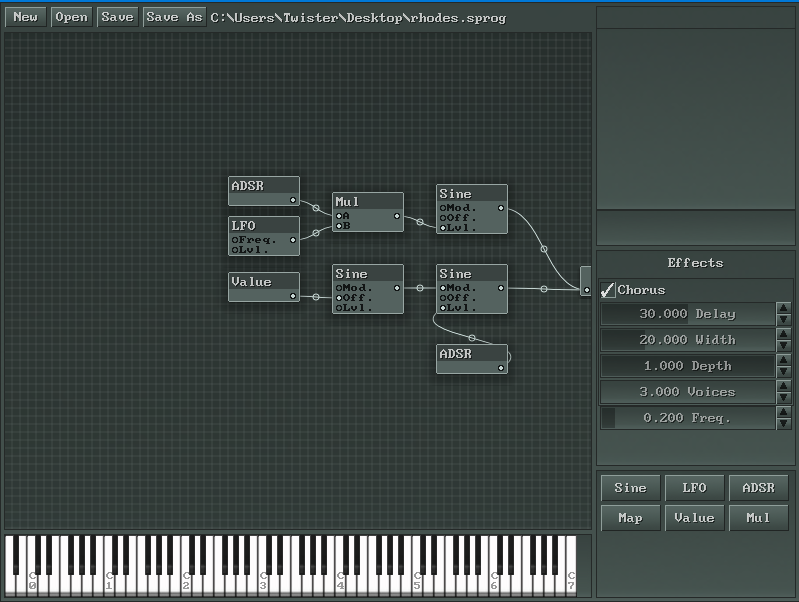 New Open Save Save As C:\Users\Twister\Desktop\rhodes.sprog
ADSR
Mul
A
B
Sine
Mod.
Off.
Lvl.
LFO
Freq.
Lvl.
Value
Sine
Mod.
Off.
Lvl.
Sine
Mod.
Off.
Lvl.
ADSR
Effects
Chorus
30.000 Delay
20.000 Width
1.000 Depth
3.000 Voices
0.200 Freq.
Sine LFO ADSR
Map Value Mul
C0 C1 C2 C3 C4 C5 C6 C7